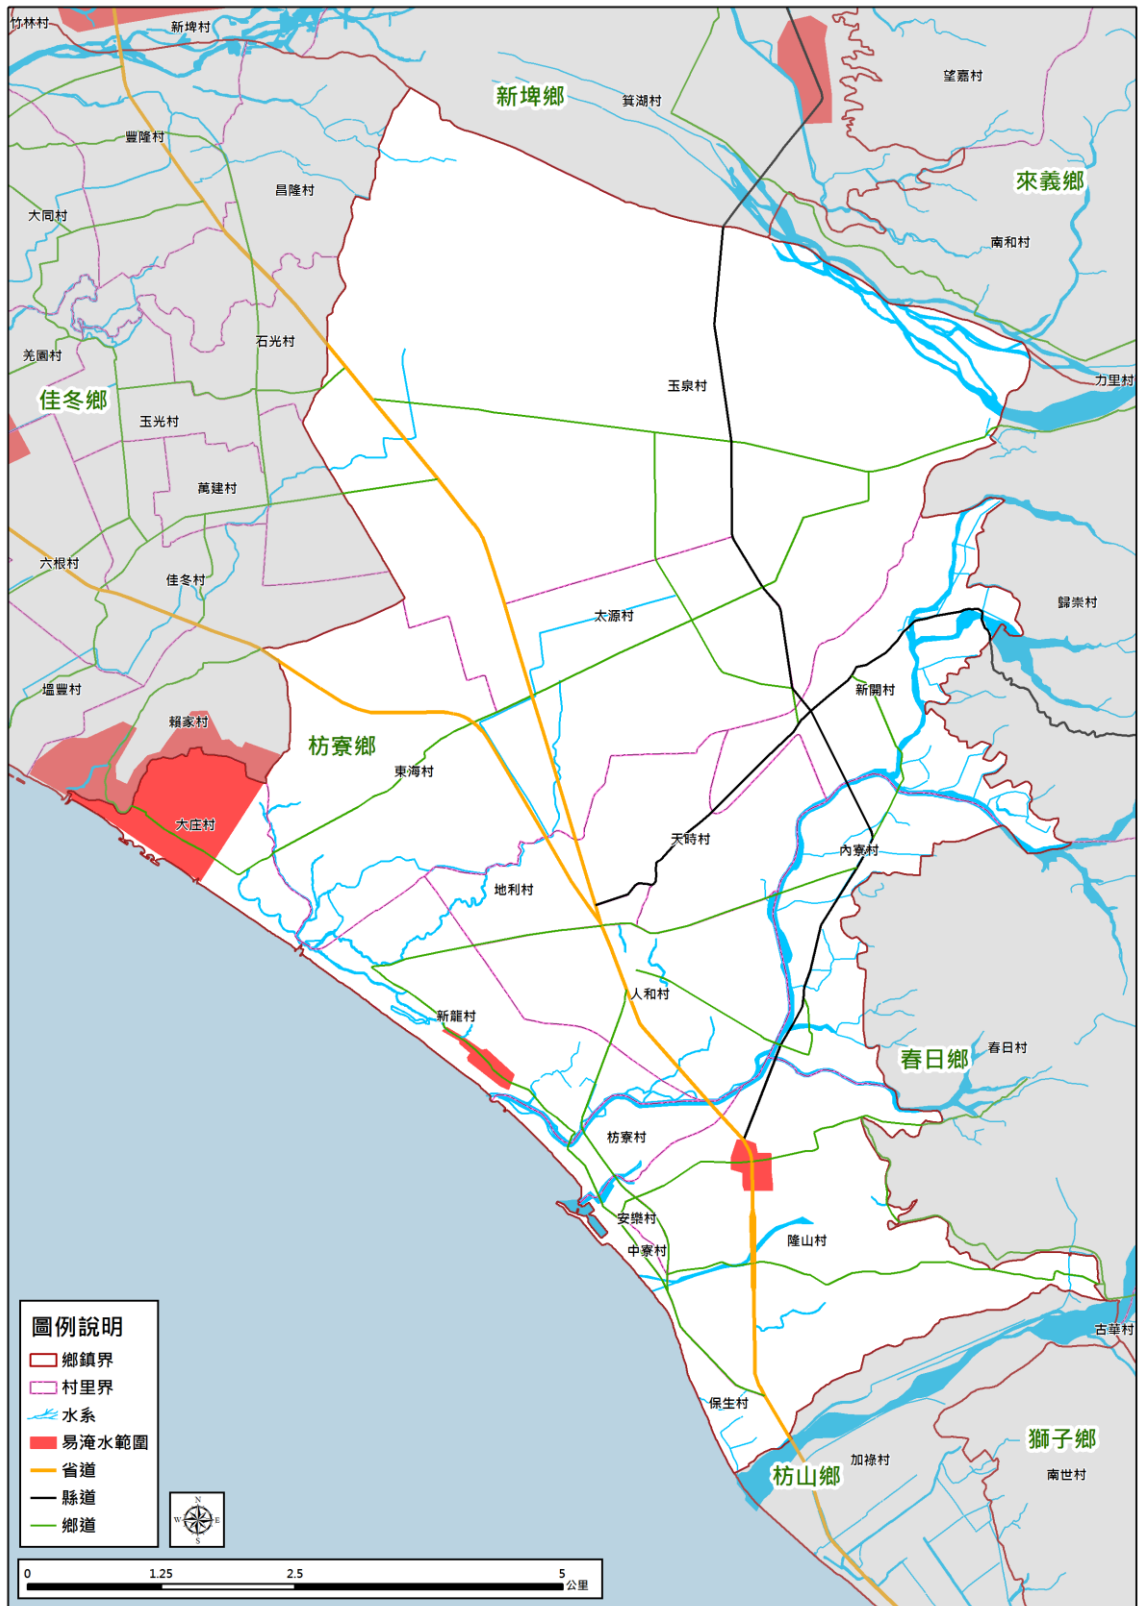 竹林村
新埤村
望嘉村
新埤鄉
箕湖村
豐隆村
昌隆村
來義鄉
大同村
南和村
石光村
羌園村
玉泉村
力里村
佳冬鄉
玉光村
萬建村
六根村
佳冬村
歸崇村
太源村
塭豐村
新開村
賴家村
枋寮鄉
東海村
大庄村
天時村
內寮村
地利村
人和村
新龍村
春日鄉
春日村
枋寮村
安樂村
中寮村
隆山村
古華村
保生村
獅子鄉
加祿村
枋山鄉
南世村
圖例說明
鄉鎮界
村里界
水系
易淹水範圍
省道
縣道
鄉道
N
W
E
S
0 1.25 2.5 5
公里